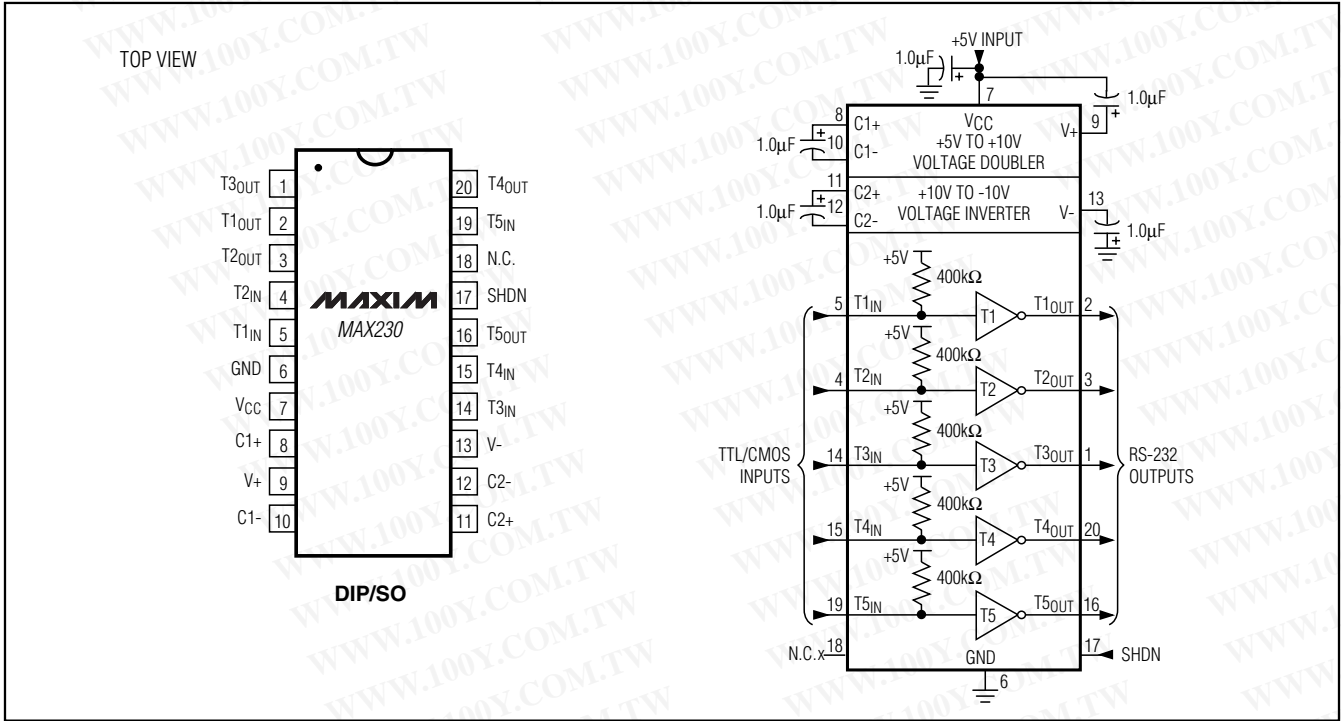 TOP VIEW
T3OUT 1
T1OUT 2
T2OUT 3
T2IN 4
T1IN 5
GND 6
VCC 7
C1+ 8
V+ 9
C1- 10
20 T4OUT
19 T5IN
18 N.C.
17 SHDN
16 T5OUT
15 T4IN
14 T3IN
13 V-
12 C2-
11 C2+
MAXIM
MAX230
DIP/SO
+5V INPUT
1.0µF
+
7
1.0µF
+
8 C1+
1.0µF
+
10 C1-
VCC
+5V TO +10V
VOLTAGE DOUBLER
V+ 9
11 C2+
1.0µF
+
12 C2-
+10V TO -10V
VOLTAGE INVERTER
V- 13
1.0µF
+
+5V
400kΩ
5 T1IN T1 T1OUT 2
+5V
400kΩ
4 T2IN T2 T2OUT 3
+5V
400kΩ
14 T3IN T3 T3OUT 1
+5V
400kΩ
15 T4IN T4 T4OUT 20
+5V
400kΩ
19 T5IN T5 T5OUT 16
TTL/CMOS
INPUTS
RS-232
OUTPUTS
N.C.x 18
GND
6
17 SHDN
WWW.100Y.COM.TW